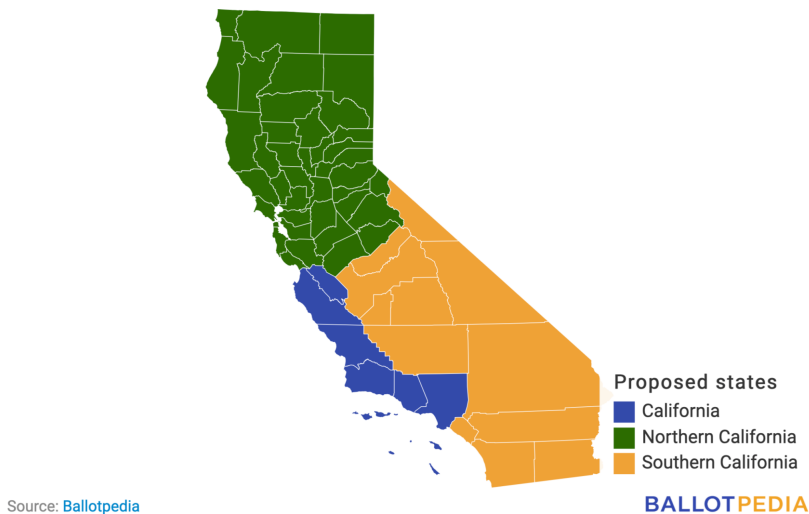 Proposed states
California
Northern California
Southern California
Source: Ballotpedia
BALLOTPEDIA